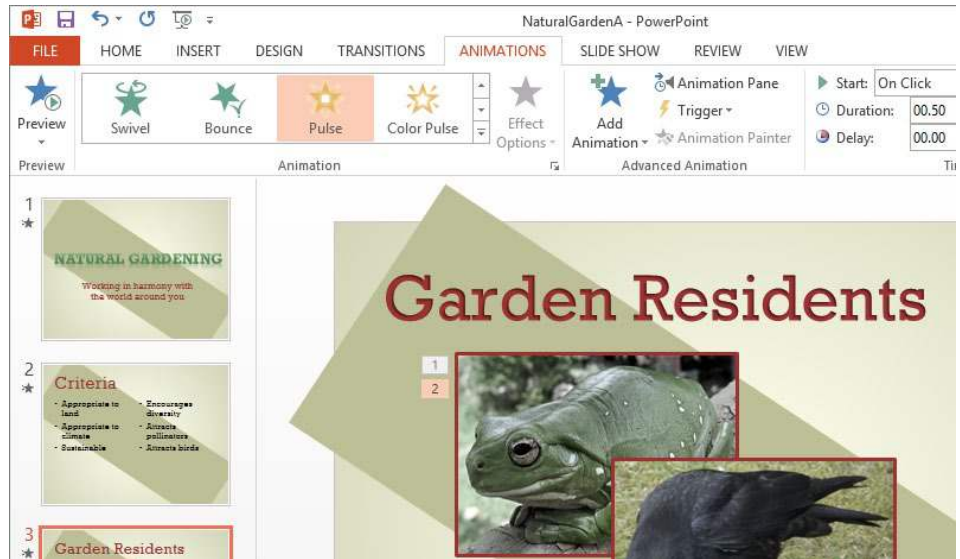 NaturalGardenA - PowerPoint
FILE HOME INSERT DESIGN TRANSITIONS ANIMATIONS SLIDE SHOW REVIEW VIEW
Preview
Swivel Bounce Pulse Color Pulse
Effect Options
Add Animation
Animation Pane
Trigger
Animation Painter
Start: On Click
Duration: 00.50
Delay: 00.00
Preview Animation Advanced Animation
1
NATURAL GARDENING
Working in harmony with
the world around you
2
Criteria
- Appropriate to
land
- Appropriate to
climate
- Sustainable
- Encourages
diversity
- Attracts
pollinators
- Attracts birds
3
Garden Residents
Garden Residents
1
2